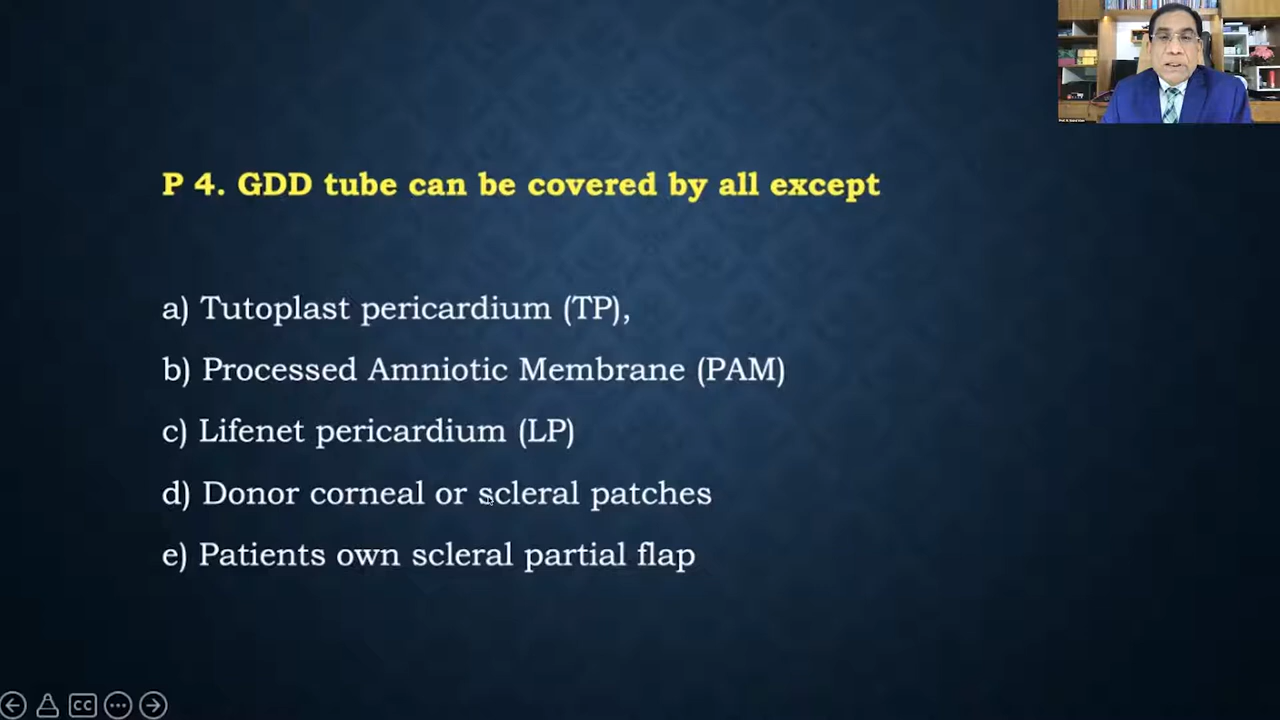 P 4. GDD tube can be covered by all except
a) Tutoplast pericardium (TP),
b) Processed Amniotic Membrane (PAM)
c) Lifenet pericardium (LP)
d) Donor corneal or scleral patches
e) Patients own scleral partial flap
CC